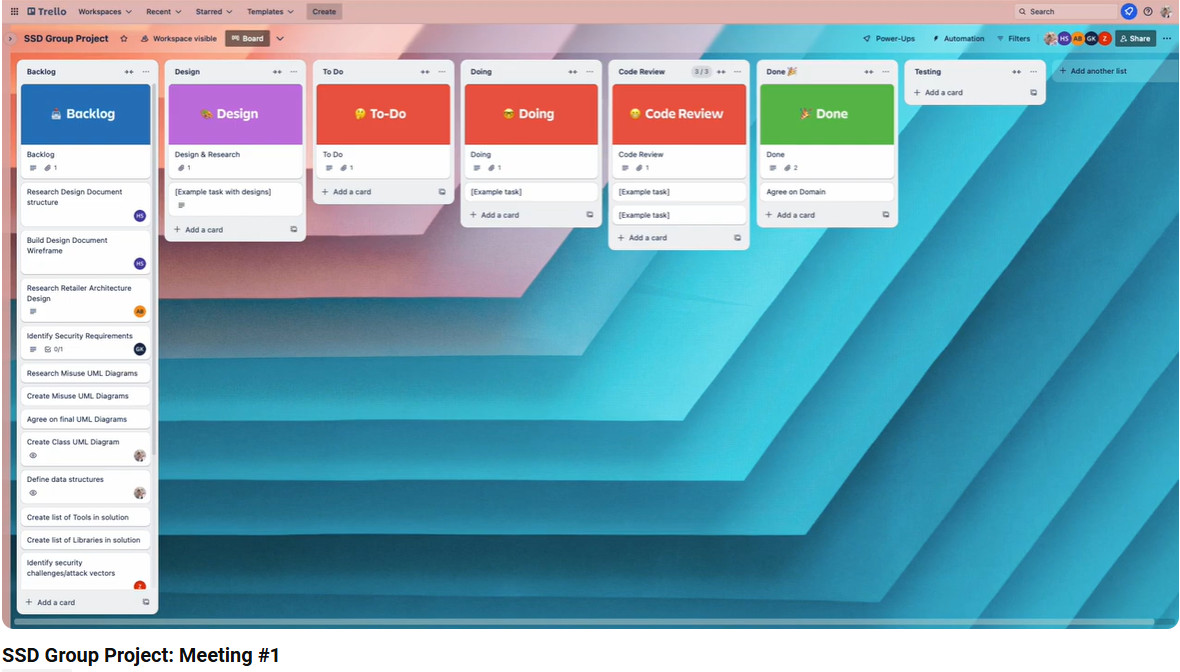 Trello Workspaces Recent Starred Templates Create Search
SSD Group Project Workspace visible Board Power-Ups Automation Filters HS AB GK Z Share
Backlog
Backlog
Backlog
1
Research Design Document
structure
HS
Build Design Document
Wireframe
HS
Research Retailer Architecture
Design
AB
Identify Security Requirements
0/1
GK
Research Misuse UML Diagrams
Create Misuse UML Diagrams
Agree on final UML Diagrams
Create Class UML Diagram
Define data structures
Create list of Tools in solution
Create list of Libraries in solution
Identify security
challenges/attack vectors
Z
+ Add a card
Design
Design
Design & Research
1
[Example task with designs]
+ Add a card
To Do
To-Do
To Do
1
+ Add a card
Doing
Doing
Doing
1
[Example task]
+ Add a card
Code Review 3/3
Code Review
Code Review
1
[Example task]
[Example task]
+ Add a card
Done 🎉
Done
Done
2
Agree on Domain
+ Add a card
Testing
+ Add a card
+ Add another list
SSD Group Project: Meeting #1